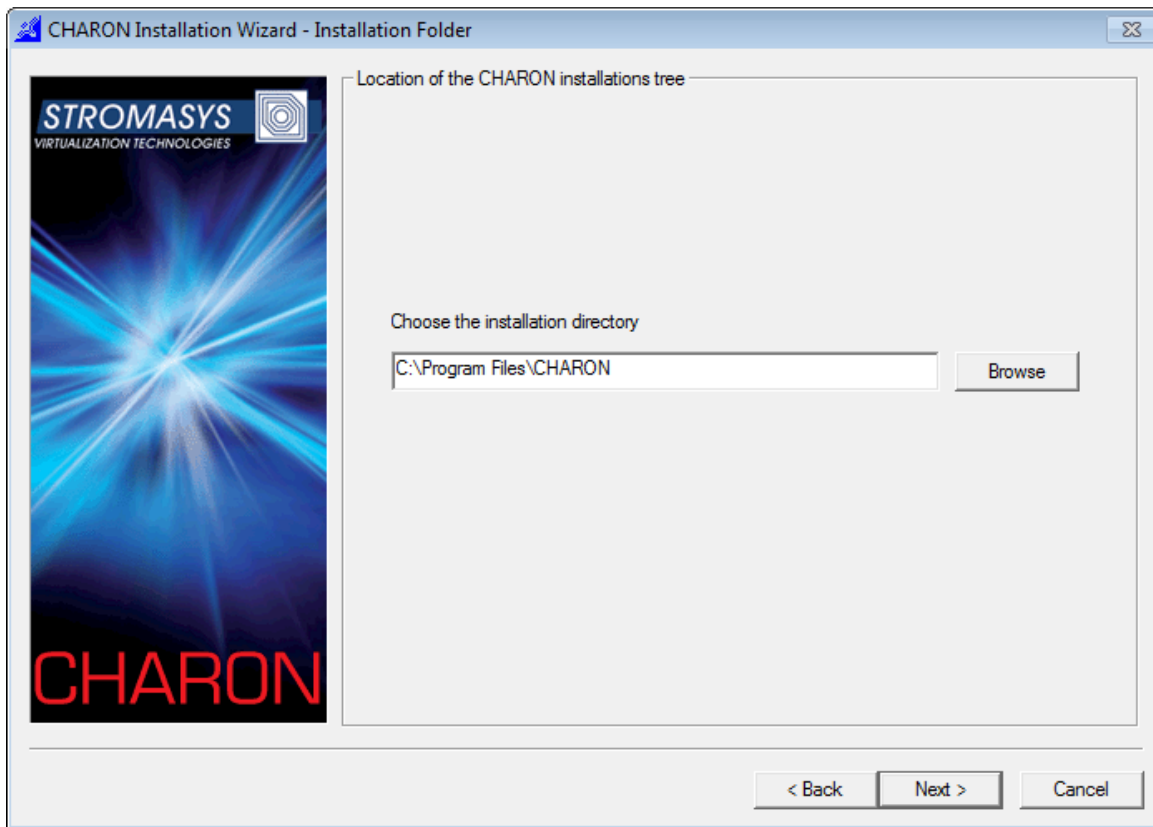 CHARON Installation Wizard - Installation Folder
STROMASYS
VIRTUALIZATION TECHNOLOGIES
CHARON
Location of the CHARON installations tree
Choose the installation directory
C:\Program Files\CHARON
Browse
< Back
Next >
Cancel